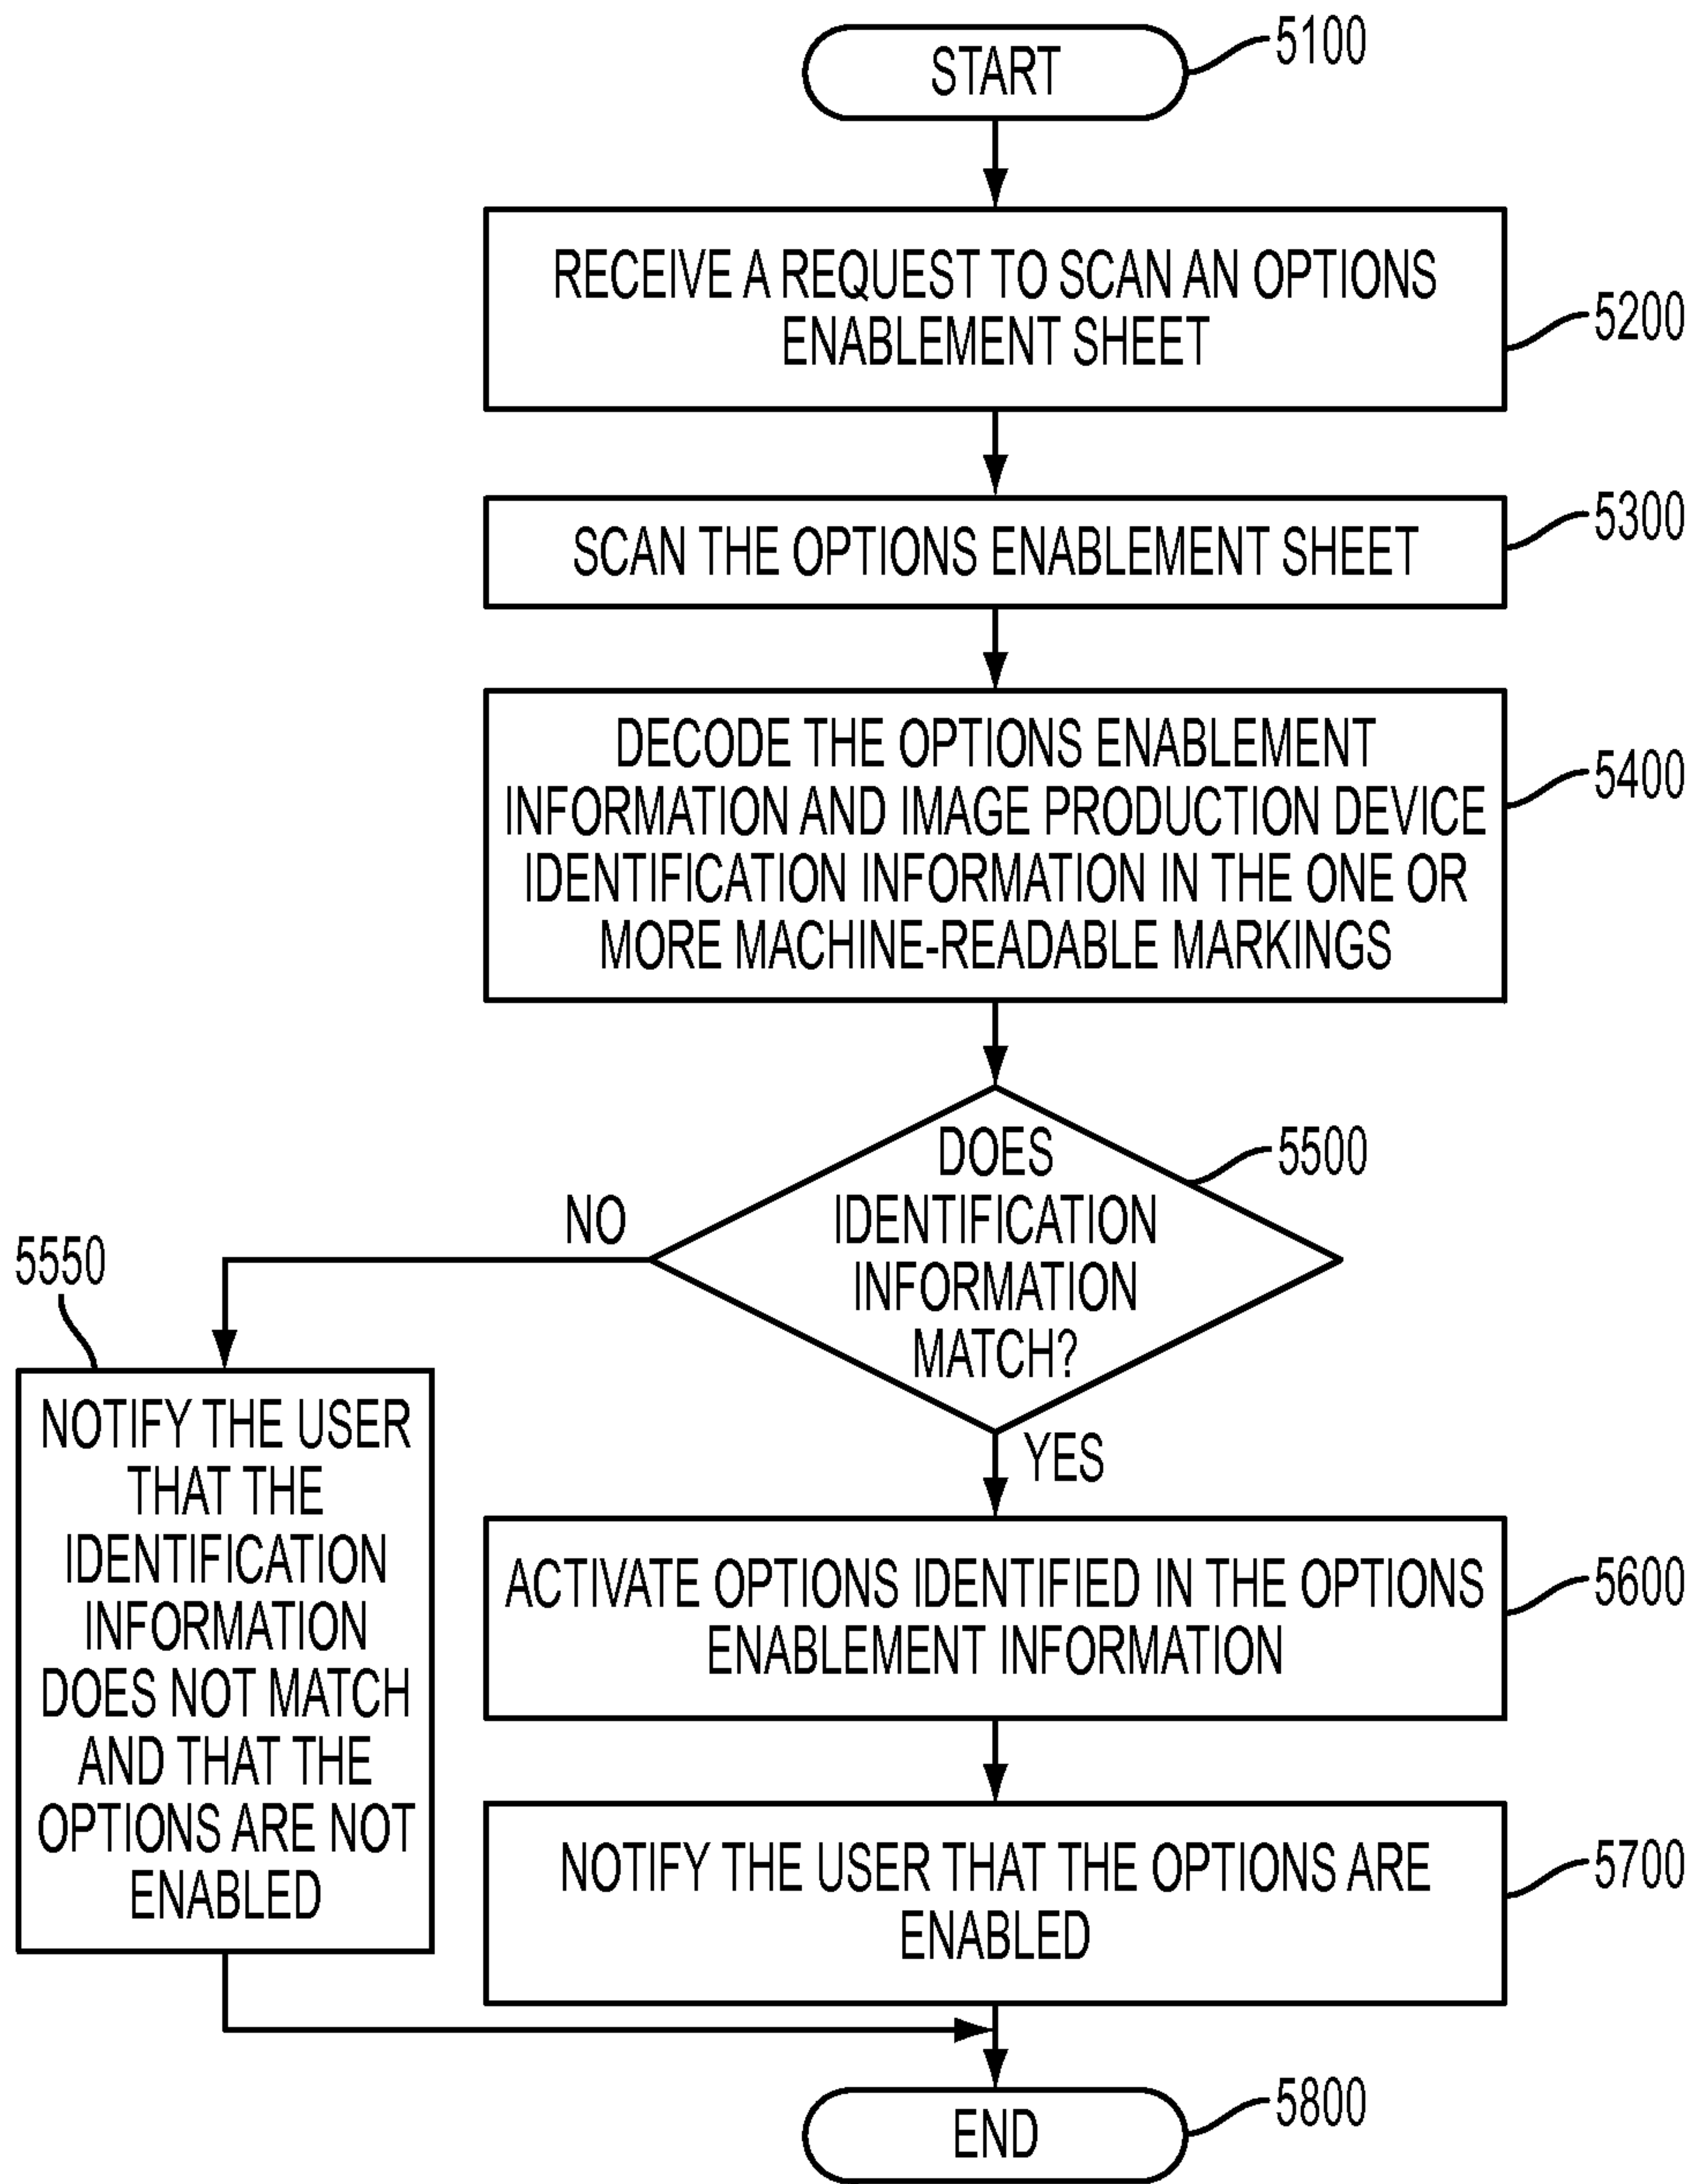 START
5100
RECEIVE A REQUEST TO SCAN AN OPTIONS
ENABLEMENT SHEET
5200
SCAN THE OPTIONS ENABLEMENT SHEET
5300
DECODE THE OPTIONS ENABLEMENT
INFORMATION AND IMAGE PRODUCTION DEVICE
IDENTIFICATION INFORMATION IN THE ONE OR
MORE MACHINE-READABLE MARKINGS
5400
DOES
IDENTIFICATION
INFORMATION
MATCH?
5500
NO
5550
NOTIFY THE USER
THAT THE
IDENTIFICATION
INFORMATION
DOES NOT MATCH
AND THAT THE
OPTIONS ARE NOT
ENABLED
YES
ACTIVATE OPTIONS IDENTIFIED IN THE OPTIONS
ENABLEMENT INFORMATION
5600
NOTIFY THE USER THAT THE OPTIONS ARE
ENABLED
5700
END
5800